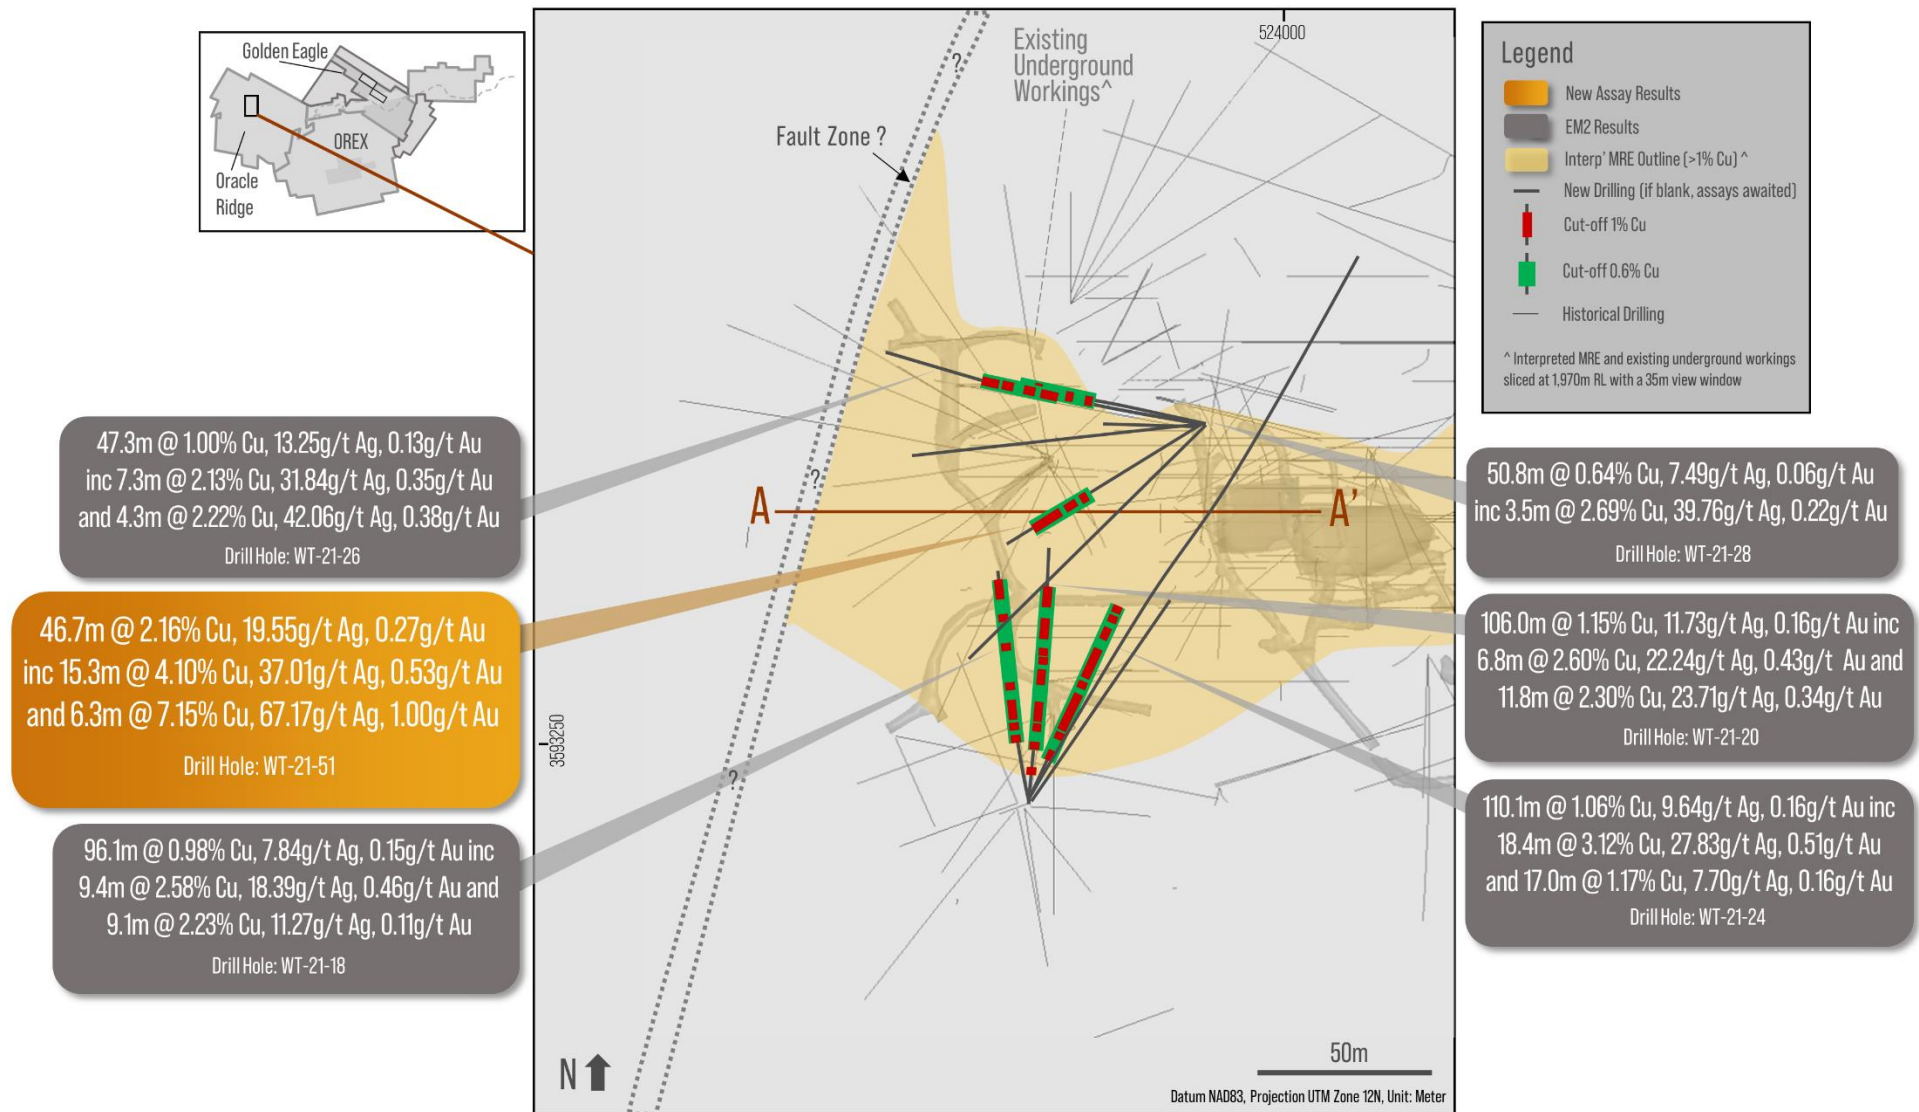 Golden Eagle
OREX
Oracle
Ridge
524000
Existing
Underground
Workings^
?
Fault Zone ?
Legend
New Assay Results
EM2 Results
Interp' MRE Outline (>1% Cu) ^
New Drilling (if blank, assays awaited)
Cut-off 1% Cu
Cut-off 0.6% Cu
Historical Drilling
^ Interpreted MRE and existing underground workings
sliced at 1,970m RL with a 35m view window
47.3m @ 1.00% Cu, 13.25g/t Ag, 0.13g/t Au
inc 7.3m @ 2.13% Cu, 31.84g/t Ag, 0.35g/t Au
and 4.3m @ 2.22% Cu, 42.06g/t Ag, 0.38g/t Au
Drill Hole: WT-21-26
46.7m @ 2.16% Cu, 19.55g/t Ag, 0.27g/t Au
inc 15.3m @ 4.10% Cu, 37.01g/t Ag, 0.53g/t Au
and 6.3m @ 7.15% Cu, 67.17g/t Ag, 1.00g/t Au
Drill Hole: WT-21-51
96.1m @ 0.98% Cu, 7.84g/t Ag, 0.15g/t Au inc
9.4m @ 2.58% Cu, 18.39g/t Ag, 0.46g/t Au and
9.1m @ 2.23% Cu, 11.27g/t Ag, 0.11g/t Au
Drill Hole: WT-21-18
?
A
A'
3593250
?
50.8m @ 0.64% Cu, 7.49g/t Ag, 0.06g/t Au
inc 3.5m @ 2.69% Cu, 39.76g/t Ag, 0.22g/t Au
Drill Hole: WT-21-28
106.0m @ 1.15% Cu, 11.73g/t Ag, 0.16g/t Au inc
6.8m @ 2.60% Cu, 22.24g/t Ag, 0.43g/t Au and
11.8m @ 2.30% Cu, 23.71g/t Ag, 0.34g/t Au
Drill Hole: WT-21-20
110.1m @ 1.06% Cu, 9.64g/t Ag, 0.16g/t Au inc
18.4m @ 3.12% Cu, 27.83g/t Ag, 0.51g/t Au
and 17.0m @ 1.17% Cu, 7.70g/t Ag, 0.16g/t Au
Drill Hole: WT-21-24
N
50m
Datum NAD83, Projection UTM Zone 12N, Unit: Meter